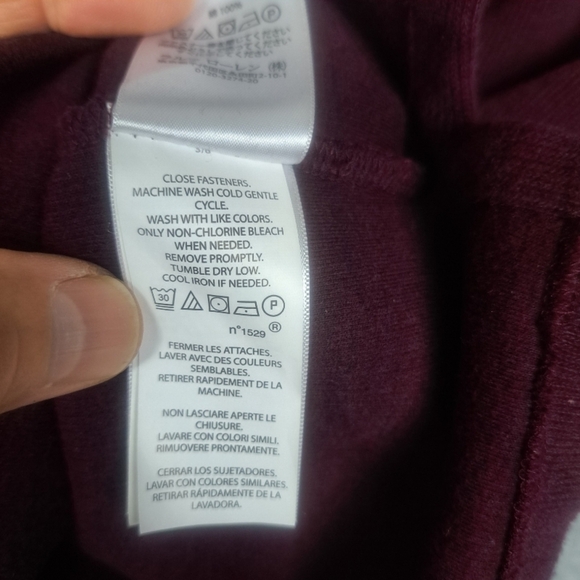 100%
3/6
CLOSE FASTENERS.
MACHINE WASH COLD GENTLE
CYCLE.
WASH WITH LIKE COLORS.
ONLY NON-CHLORINE BLEACH
WHEN NEEDED.
REMOVE PROMPTLY.
TUMBLE DRY LOW.
COOL IRON IF NEEDED.
30 P
n°1529 ®
FERMER LES ATTACHES.
LAVER AVEC DES COULEURS
SEMBLABLES.
RETIRER RAPIDEMENT DE LA
MACHINE.
NON LASCIARE APERTE LE
CHIUSURE.
LAVARE CON COLORI SIMILI.
RIMUOVERE PRONTAMENTE.
CERRAR LOS SUJETADORES.
LAVAR CON COLORES SIMILARES.
RETIRAR RÁPIDAMENTE DE LA
LAVADORA.